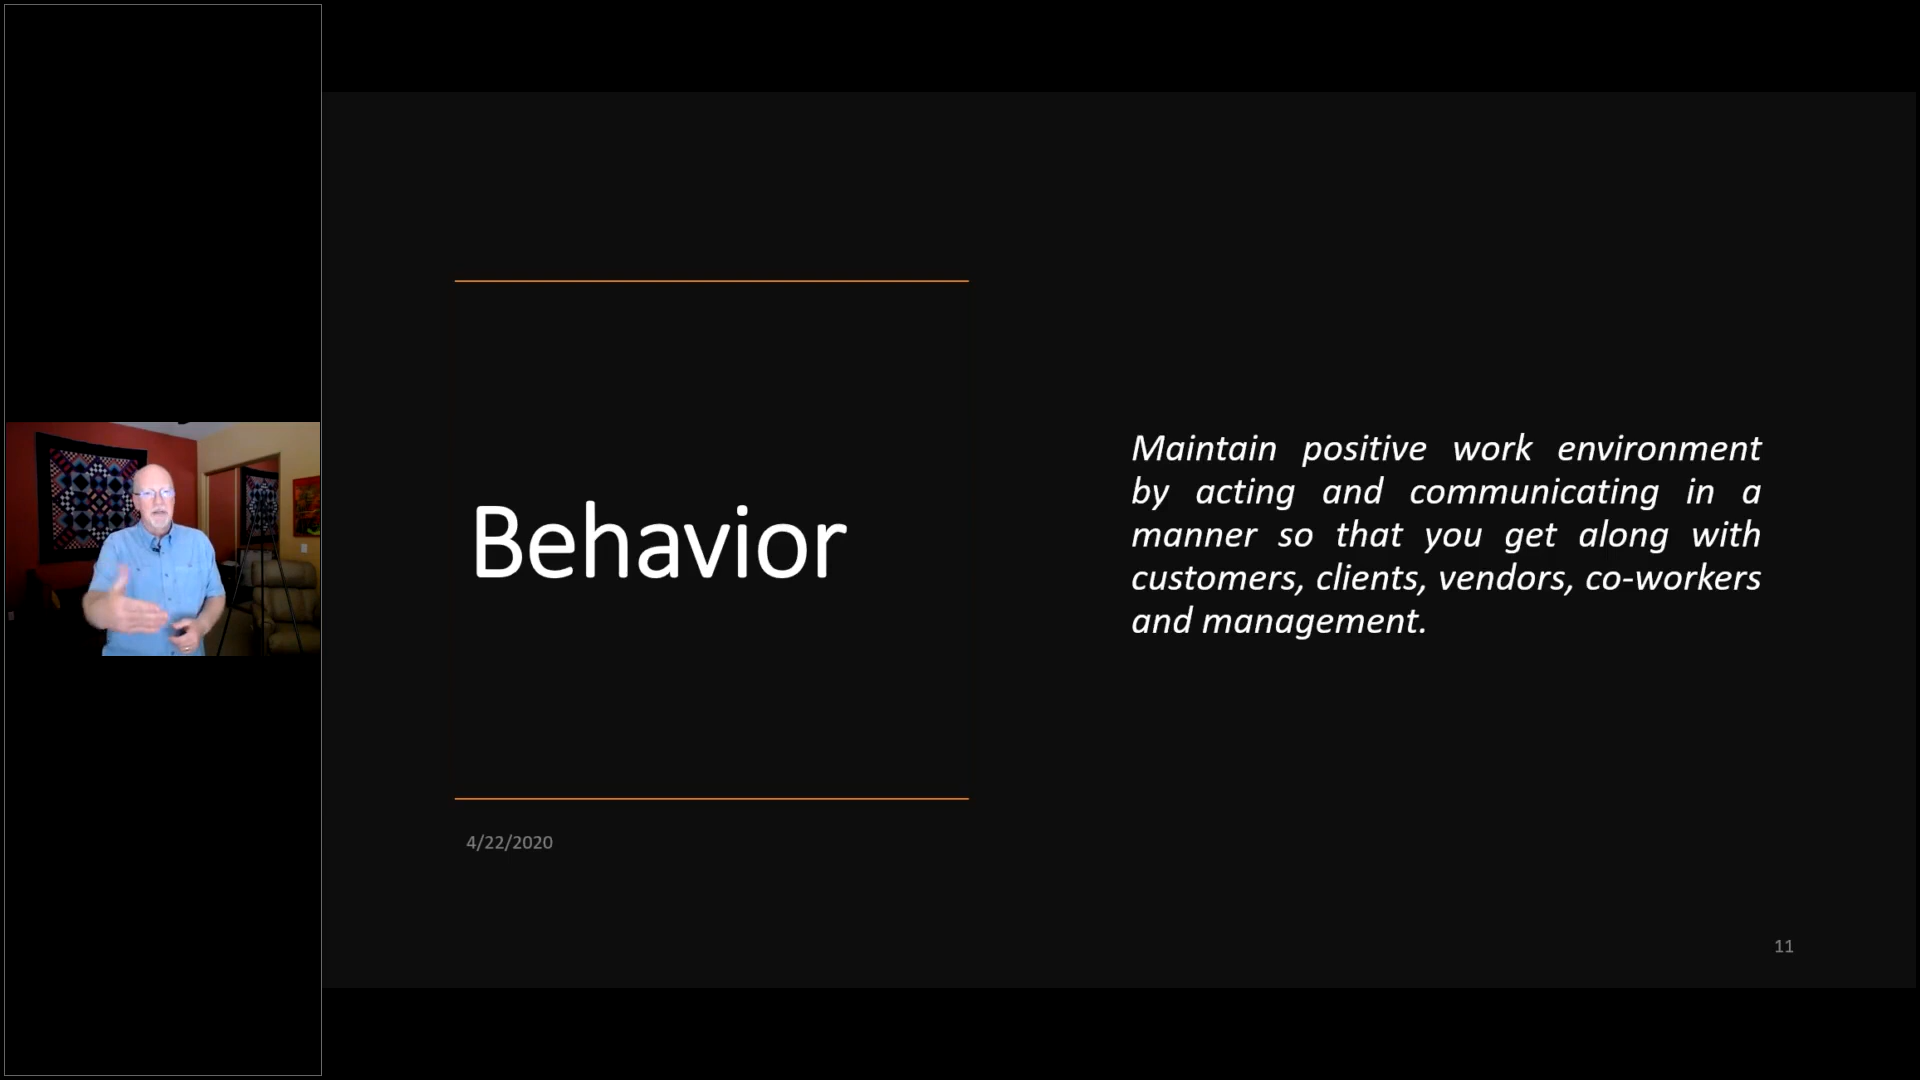 Behavior
Maintain positive work environment
by acting and communicating in a
manner so that you get along with
customers, clients, vendors, co-workers
and management.
4/22/2020
11